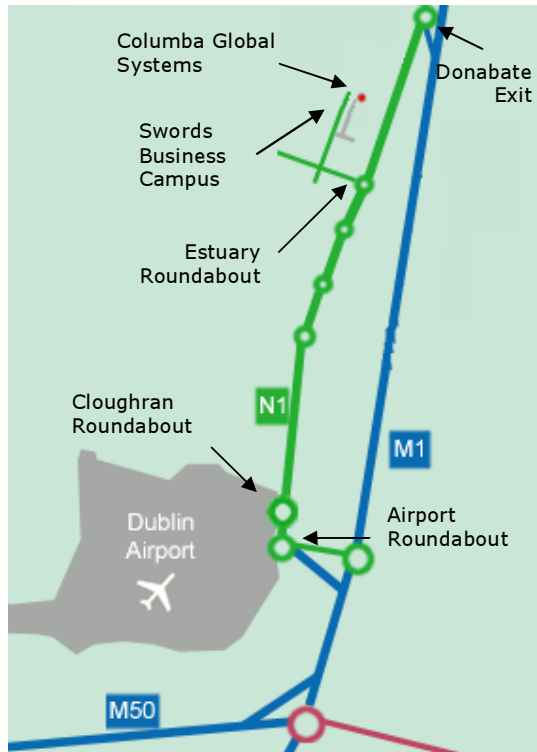 Columba Global
Systems
Donabate
Exit
Swords
Business
Campus
Estuary
Roundabout
N1
Cloughran
Roundabout
M1
Airport
Roundabout
Dublin
Airport
M50